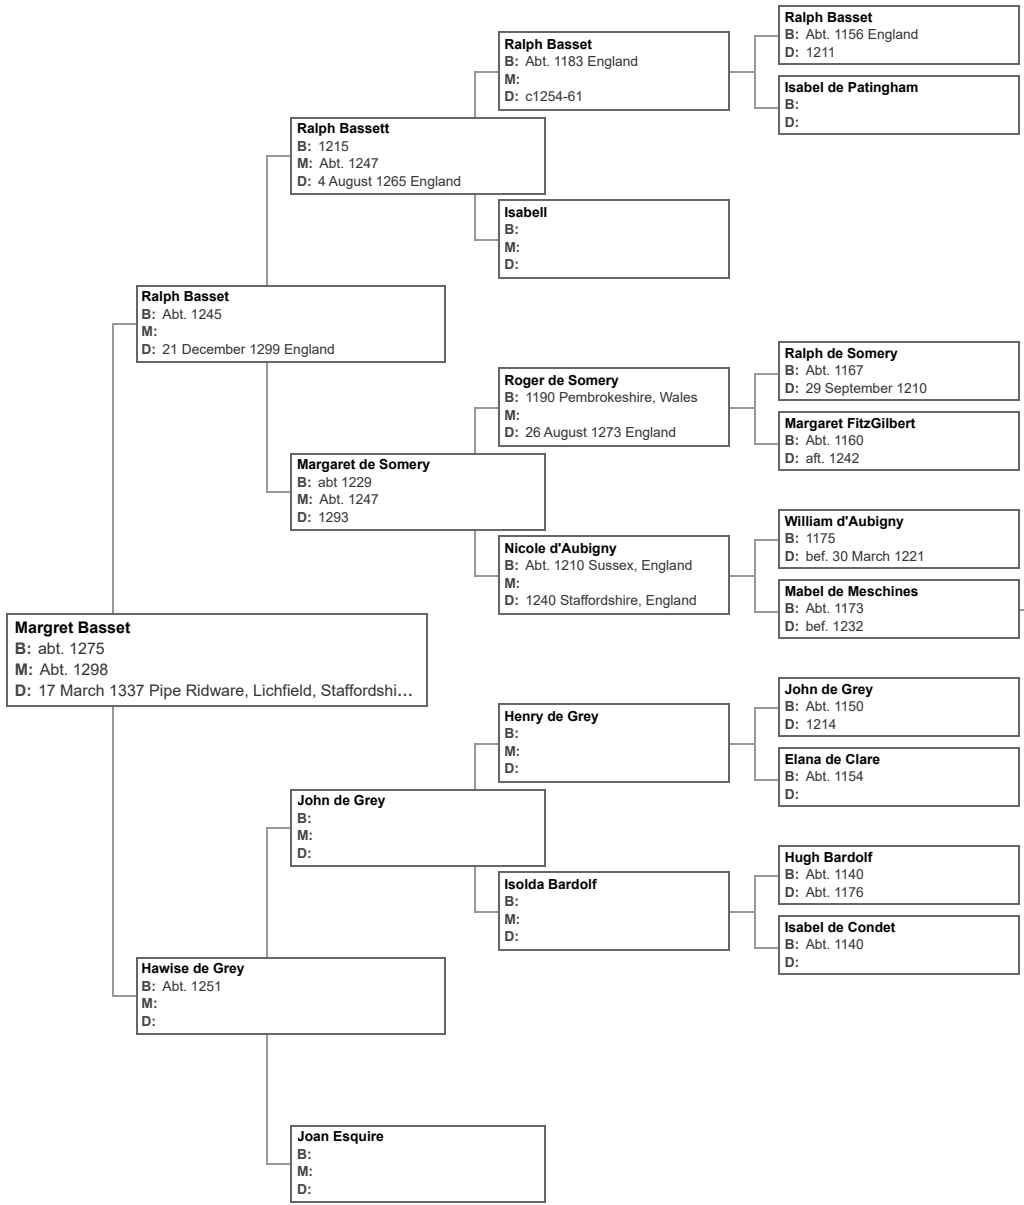 Ralph Basset
B: Abt. 1156 England
D: 1211
Ralph Basset
B: Abt. 1183 England
M:
D: c1254-61
Isabel de Patingham
B:
D:
Ralph Bassett
B: 1215
M: Abt. 1247
D: 4 August 1265 England
Isabell
B:
M:
D:
Ralph Basset
B: Abt. 1245
M:
D: 21 December 1299 England
Ralph de Somery
B: Abt. 1167
D: 29 September 1210
Roger de Somery
B: 1190 Pembrokeshire, Wales
M:
D: 26 August 1273 England
Margaret FitzGilbert
B: Abt. 1160
D: aft. 1242
Margaret de Somery
B: abt 1229
M: Abt. 1247
D: 1293
William d'Aubigny
B: 1175
D: bef. 30 March 1221
Nicole d'Aubigny
B: Abt. 1210 Sussex, England
M:
D: 1240 Staffordshire, England
Mabel de Meschines
B: Abt. 1173
D: bef. 1232
Margret Basset
B: abt. 1275
M: Abt. 1298
D: 17 March 1337 Pipe Ridware, Lichfield, Staffordshi…
John de Grey
B: Abt. 1150
D: 1214
Henry de Grey
B:
M:
D:
Elana de Clare
B: Abt. 1154
D:
John de Grey
B:
M:
D:
Hugh Bardolf
B: Abt. 1140
D: Abt. 1176
Isolda Bardolf
B:
M:
D:
Isabel de Condet
B: Abt. 1140
D:
Hawise de Grey
B: Abt. 1251
M:
D:
Joan Esquire
B:
M:
D: